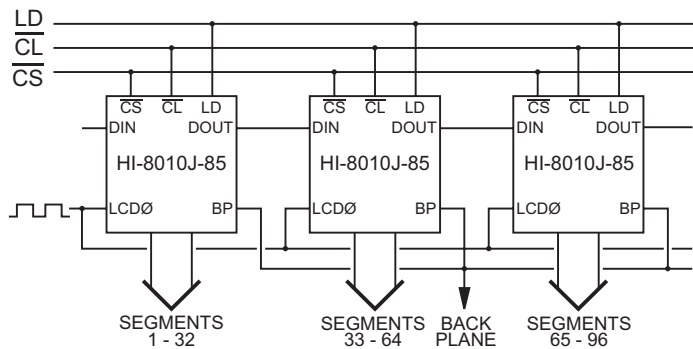 LD
CL
CS
CS CL LD
DIN DOUT
HI-8010J-85
LCDØ BP
CS CL LD
DIN DOUT
HI-8010J-85
LCDØ BP
CS CL LD
DIN DOUT
HI-8010J-85
LCDØ BP
SEGMENTS
1 - 32
SEGMENTS
33 - 64
BACK
PLANE
SEGMENTS
65 - 96